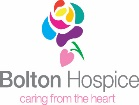 Bolton Hospice
caring from the heart